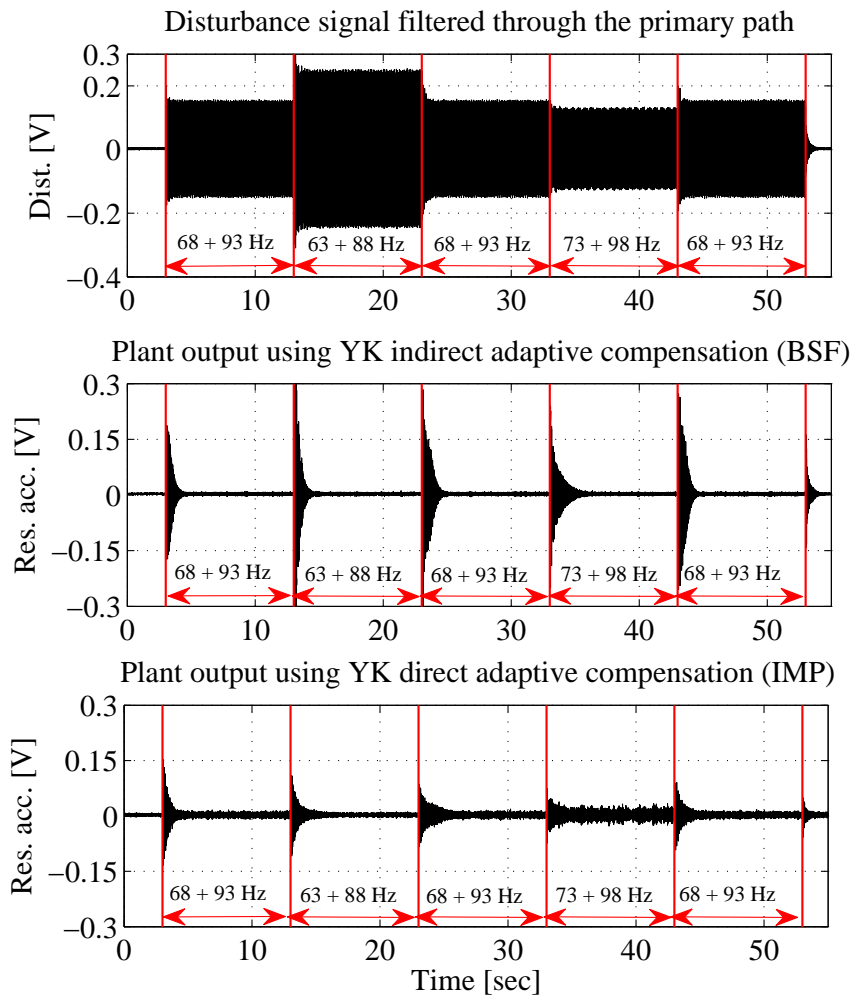 Disturbance signal filtered through the primary path
Dist. [V]
0.3
0.2
0
−0.2
−0.4
68 + 93 Hz
63 + 88 Hz
68 + 93 Hz
73 + 98 Hz
68 + 93 Hz
0
10
20
30
40
50
Plant output using YK indirect adaptive compensation (BSF)
Res. acc. [V]
0.3
0.15
0
−0.15
−0.3
68 + 93 Hz
63 + 88 Hz
68 + 93 Hz
73 + 98 Hz
68 + 93 Hz
0
10
20
30
40
50
Plant output using YK direct adaptive compensation (IMP)
Res. acc. [V]
0.3
0.15
0
−0.15
−0.3
68 + 93 Hz
63 + 88 Hz
68 + 93 Hz
73 + 98 Hz
68 + 93 Hz
0
10
20
30
40
50
Time [sec]